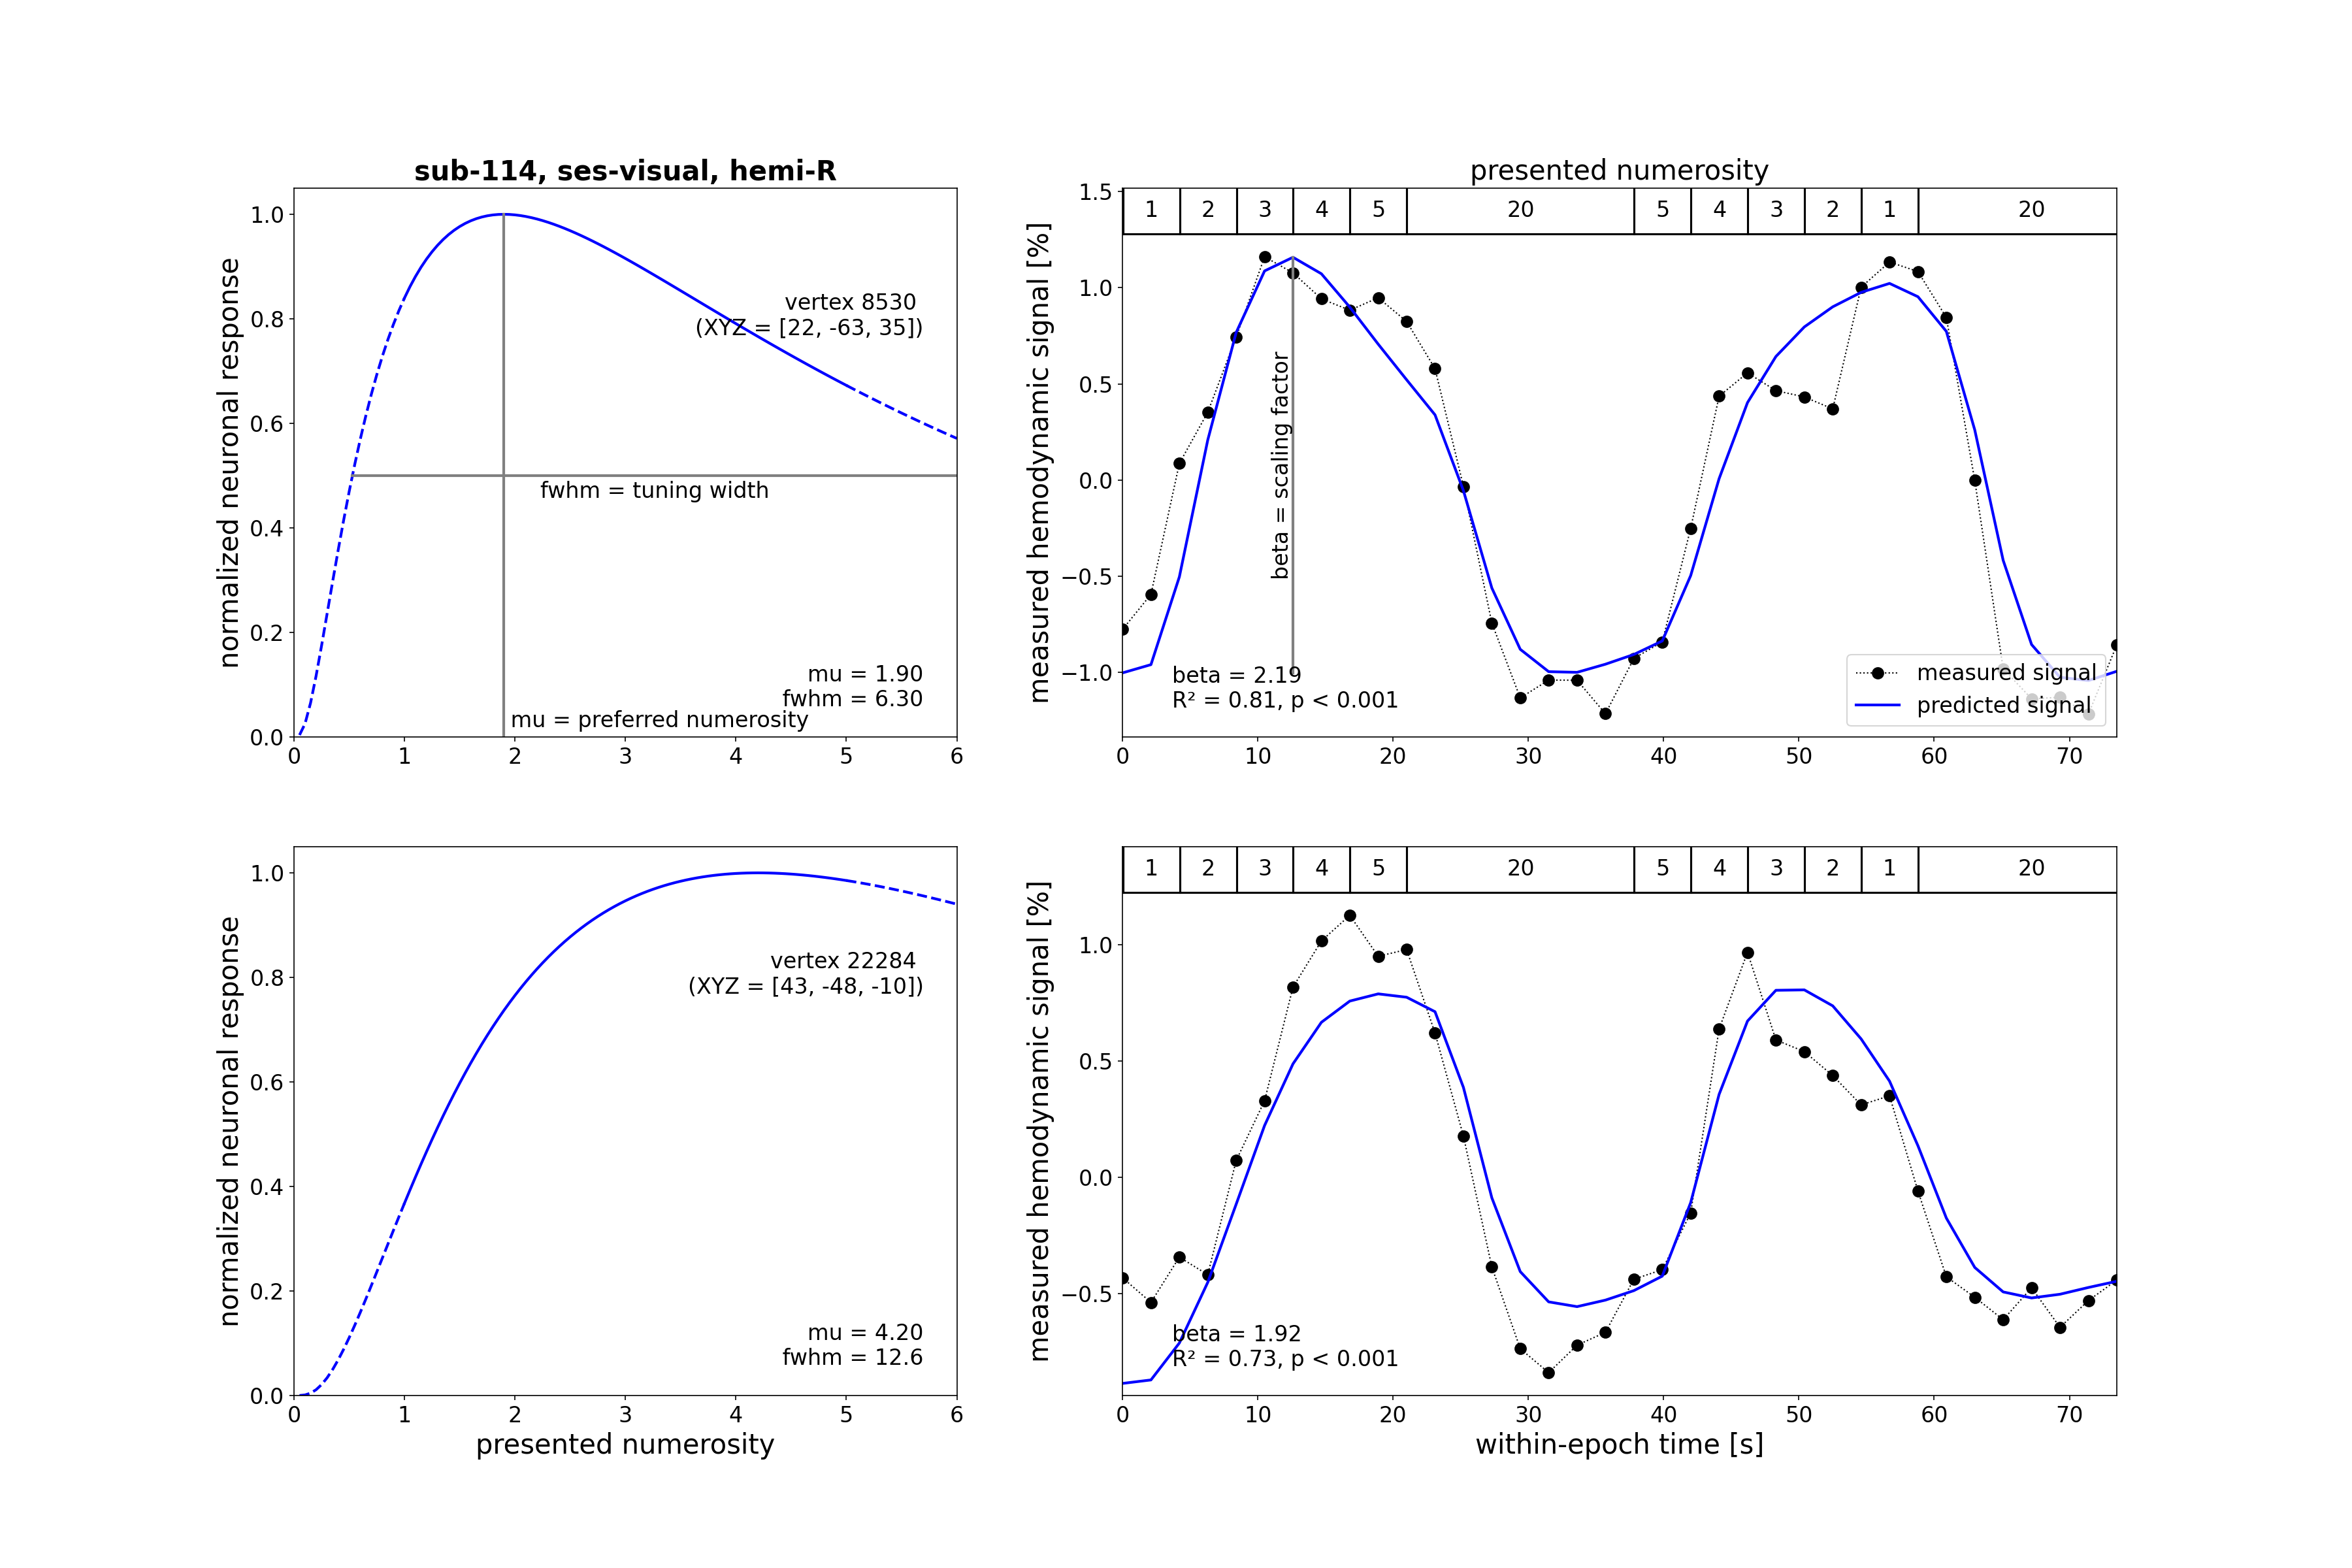 sub-114, ses-visual, hemi-R
normalized neuronal response
1.0
0.8
0.6
0.4
0.2
0.0
vertex 8530
(XYZ = [22, -63, 35])
fwhm = tuning width
mu = 1.90
fwhm = 6.30
mu = preferred numerosity
0 1 2 3 4 5 6
presented numerosity
measured hemodynamic signal [%]
1.5
1.0
0.5
0.0
−0.5
−1.0
1 2 3 4 5 20 5 4 3 2 1 20
beta = scaling factor
beta = 2.19
R² = 0.81, p < 0.001
measured signal
predicted signal
0 10 20 30 40 50 60 70
normalized neuronal response
1.0
0.8
0.6
0.4
0.2
0.0
vertex 22284
(XYZ = [43, -48, -10])
mu = 4.20
fwhm = 12.6
0 1 2 3 4 5 6
presented numerosity
measured hemodynamic signal [%]
1.0
0.5
0.0
−0.5
1 2 3 4 5 20 5 4 3 2 1 20
beta = 1.92
R² = 0.73, p < 0.001
0 10 20 30 40 50 60 70
within-epoch time [s]